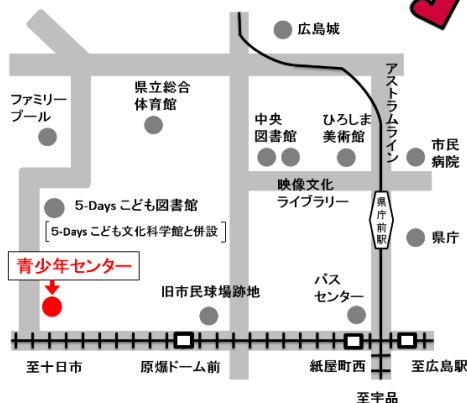 広島城
アストラムライン
ファミリー
プール
県立総合
体育館
中央
図書館
ひろしま
美術館
市民
病院
映像文化
ライブラリー
県庁前駅
5-Days こども図書館
[5-Days こども文化科学館と併設]
県庁
青少年センター
旧市民球場跡地
バス
センター
至十日市
原爆ドーム前
紙屋町西
至広島駅
至宇品